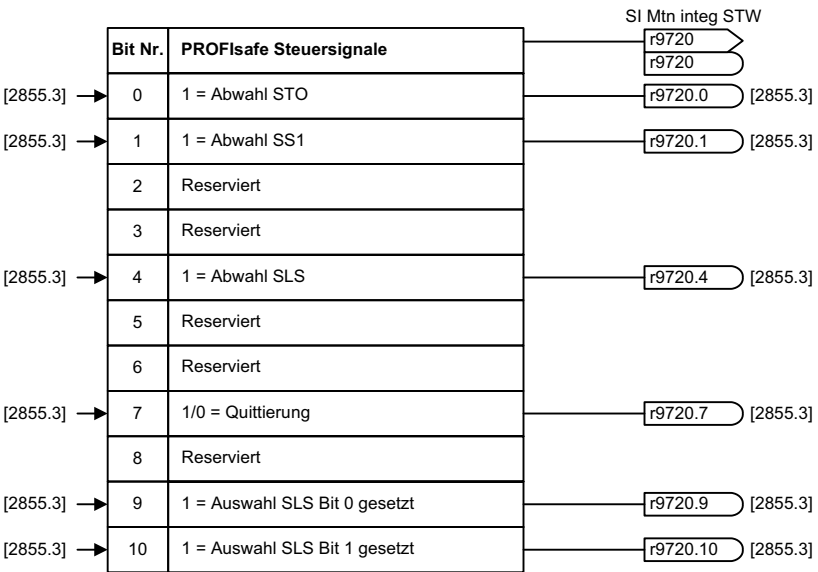 SI Mtn integ STW
Bit Nr. PROFIsafe Steuersignale r9720
r9720
[2855.3] 0 1 = Abwahl STO r9720.0 [2855.3]
[2855.3] 1 1 = Abwahl SS1 r9720.1 [2855.3]
2 Reserviert
3 Reserviert
[2855.3] 4 1 = Abwahl SLS r9720.4 [2855.3]
5 Reserviert
6 Reserviert
[2855.3] 7 1/0 = Quittierung r9720.7 [2855.3]
8 Reserviert
[2855.3] 9 1 = Auswahl SLS Bit 0 gesetzt r9720.9 [2855.3]
[2855.3] 10 1 = Auswahl SLS Bit 1 gesetzt r9720.10 [2855.3]